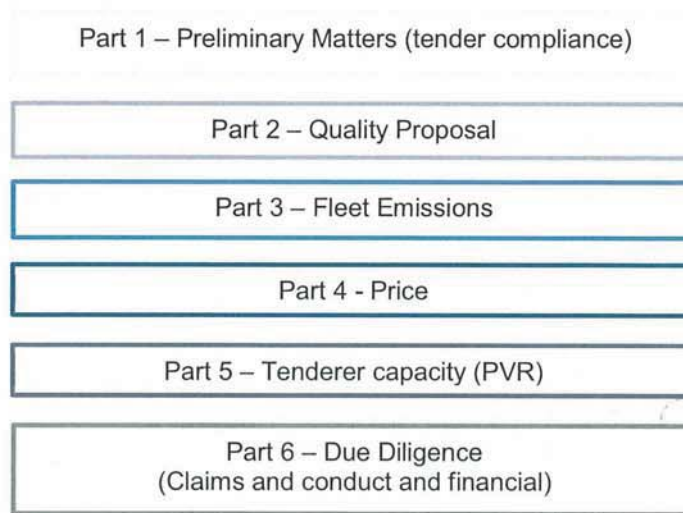 Part 1 – Preliminary Matters (tender compliance)
Part 2 – Quality Proposal
Part 3 – Fleet Emissions
Part 4 - Price
Part 5 – Tenderer capacity (PVR)
Part 6 – Due Diligence
(Claims and conduct and financial)